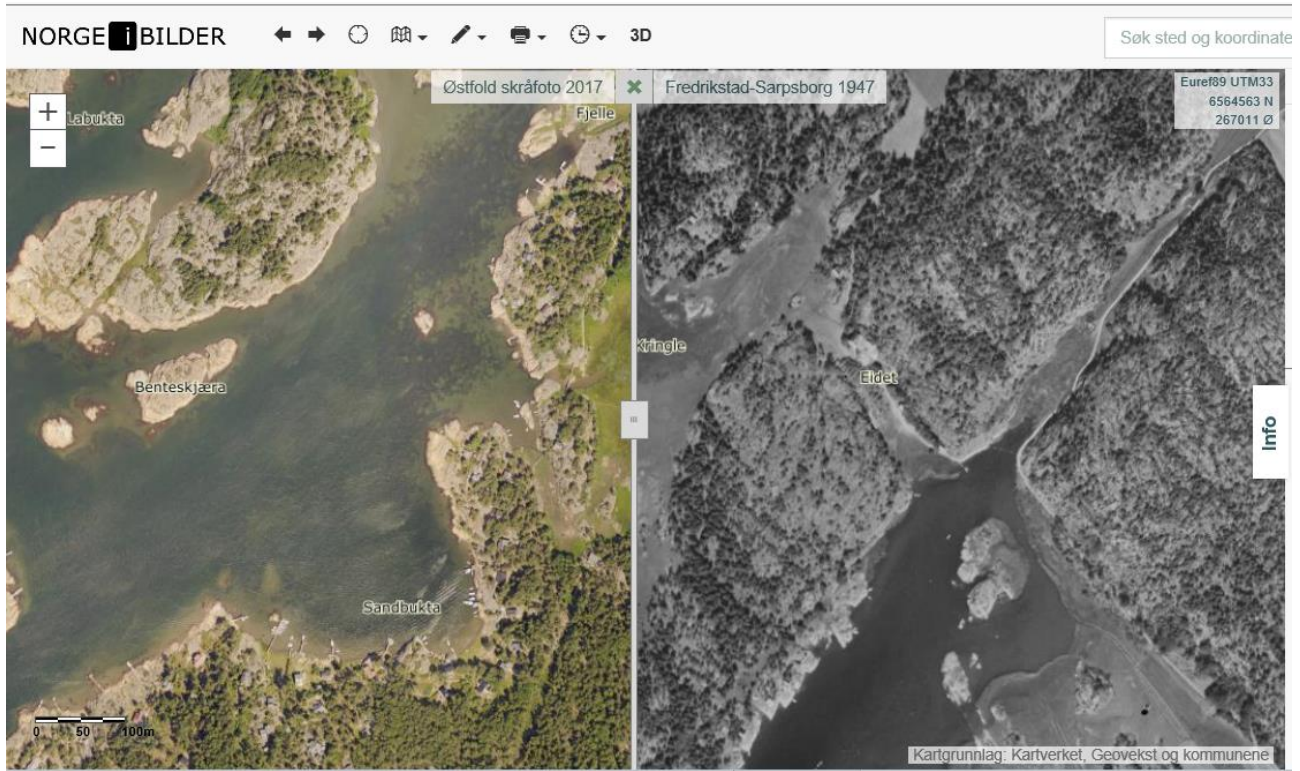 NORGE i BILDER
3D
Søk sted og koordinate
Østfold skråfoto 2017
Fredrikstad-Sarpsborg 1947
Euref89 UTM33
6564563 N
267011 Ø
+
−
Labukta
Fjelle
Kringle
Eidet
Benteskjæra
Info
Sandbukta
0 50 100m
Kartgrunnlag: Kartverket, Geovekst og kommunene